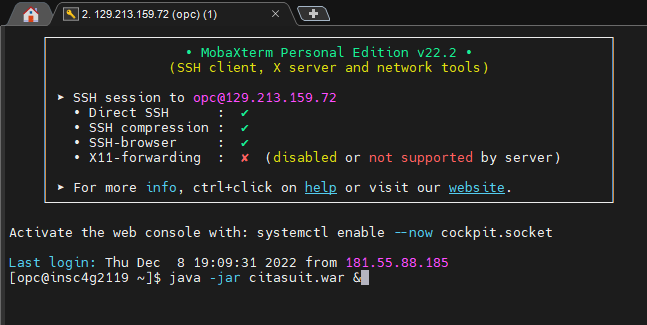 2. 129.213.159.72 (opc) (1)
• MobaXterm Personal Edition v22.2 •
(SSH client, X server and network tools)
➤ SSH session to opc@129.213.159.72
• Direct SSH : ✔
• SSH compression : ✔
• SSH-browser : ✔
• X11-forwarding : ✘ (disabled or not supported by server)
➤ For more info, ctrl+click on help or visit our website.
Activate the web console with: systemctl enable --now cockpit.socket
Last login: Thu Dec  8 19:09:31 2022 from 181.55.88.185
[opc@insc4g2119 ~]$ java -jar citasuit.war &